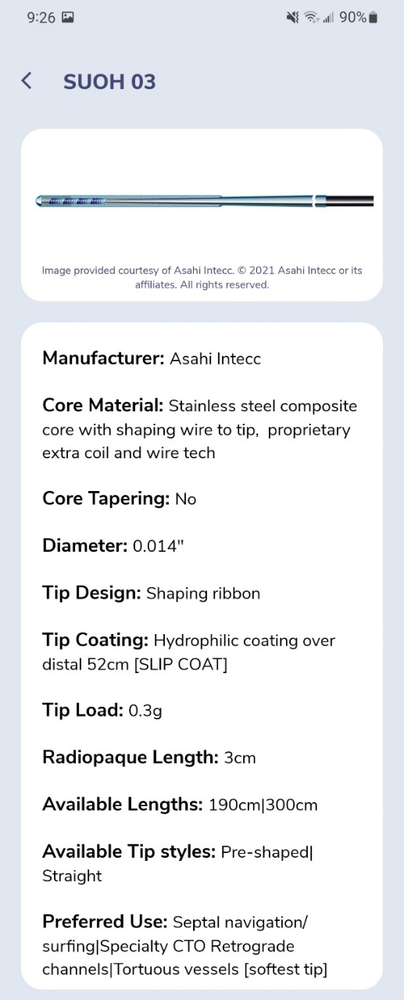 9:26 90%
SUOH 03
Image provided courtesy of Asahi Intecc. © 2021 Asahi Intecc or its
affiliates. All rights reserved.
Manufacturer: Asahi Intecc
Core Material: Stainless steel composite
core with shaping wire to tip,  proprietary
extra coil and wire tech
Core Tapering: No
Diameter: 0.014"
Tip Design: Shaping ribbon
Tip Coating: Hydrophilic coating over
distal 52cm [SLIP COAT]
Tip Load: 0.3g
Radiopaque Length: 3cm
Available Lengths: 190cm|300cm
Available Tip styles: Pre-shaped|
Straight
Preferred Use: Septal navigation/
surfing|Specialty CTO Retrograde
channels|Tortuous vessels [softest tip]